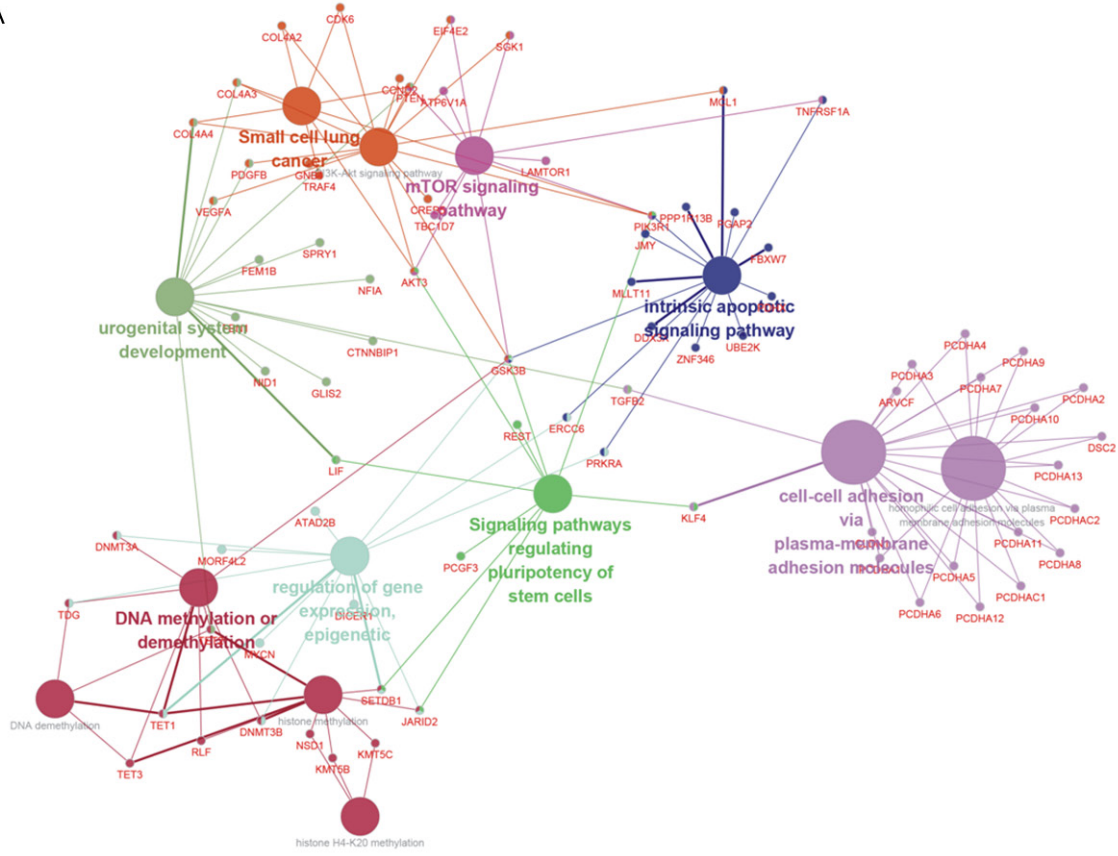 A
CDK6
COL4A2
EIF4E2
SGK1
COL4A3
CCND2
PTEN
ATP6V1A
MCL1
TNFRSF1A
COL4A4
Small cell lung
cancer
PI3K-Akt signaling pathway
PDGFB
GNB4
TRAF4
mTOR signaling
pathway
LAMTOR1
VEGFA
TBC1D7
PIK3R1
PPP1R13B
PGAP2
JMY
SPRY1
FEM1B
NFIA
AKT3
FBXW7
MLLT11
intrinsic apoptotic
signaling pathway
UBE2K
ZNF346
urogenital system
development
CTNNBIP1
NID1
GLIS2
GSK3B
TGFB2
REST
ERCC6
PRKRA
LIF
KLF4
PCDHA4
PCDHA3
PCDHA9
PCDHA7
ARVCF
PCDHA2
PCDHA10
DSC2
PCDHA13
cell-cell adhesion
via
plasma-membrane
adhesion molecules
homophilic cell adhesion via plasma
membrane adhesion molecules
PCDHAC2
PCDHA11
PCDHA8
PCDHA5
PCDHAC1
PCDHA6
PCDHA12
Signaling pathways
regulating
pluripotency of
stem cells
PCGF3
ATAD2B
DNMT3A
MORF4L2
regulation of gene
expression,
epigenetic
DICER1
TDG
DNA methylation or
demethylation
MYCN
SETDB1
JARID2
DNA demethylation
TET1
DNMT3B
histone methylation
RLF
TET3
NSD1
KMT5B
KMT5C
histone H4-K20 methylation